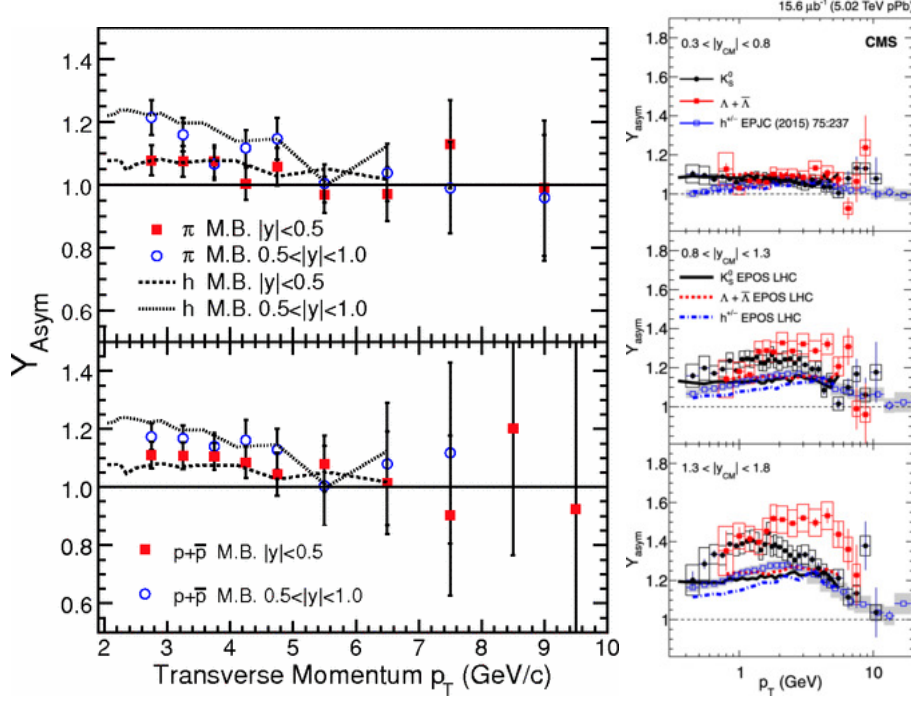 1.4
1.2
1.0
0.8
0.6
π M.B. |y|<0.5
π M.B. 0.5<|y|<1.0
h M.B. |y|<0.5
h M.B. 0.5<|y|<1.0
Y_Asym
1.4
1.2
1.0
0.8
0.6
p+p̅ M.B. |y|<0.5
p+p̅ M.B. 0.5<|y|<1.0
2 3 4 5 6 7 8 9 10
Transverse Momentum p_T (GeV/c)
15.6 μb⁻¹ (5.02 TeV pPb)
0.3 < |y_CM| < 0.8
CMS
K⁰_S
Λ + Λ̅
h⁺/⁻ EPJC (2015) 75:237
Y_asym
1.8
1.6
1.4
1.2
1
0.8 < |y_CM| < 1.3
K⁰_S EPOS LHC
Λ + Λ̅ EPOS LHC
h⁺/⁻ EPOS LHC
Y_asym
1.8
1.6
1.4
1.2
1
1.3 < |y_CM| < 1.8
Y_asym
1.8
1.6
1.4
1.2
1
1 10
p_T (GeV)